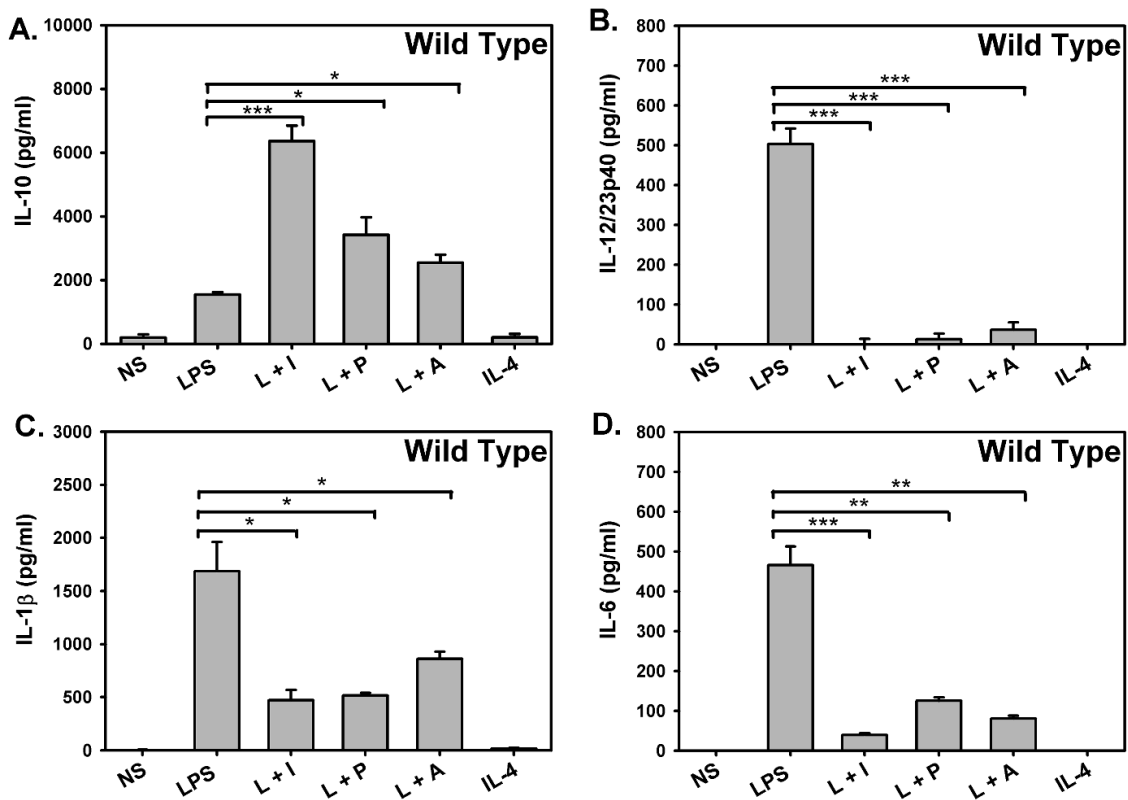 A.
Wild Type
IL-10 (pg/ml)
10000
8000
6000
4000
2000
0
*
*
***
NS
LPS
L + I
L + P
L + A
IL-4
B.
Wild Type
IL-12/23p40 (pg/ml)
800
700
600
500
400
300
200
100
0
***
***
***
NS
LPS
L + I
L + P
L + A
IL-4
C.
Wild Type
IL-1β (pg/ml)
3000
2500
2000
1500
1000
500
0
*
*
*
NS
LPS
L + I
L + P
L + A
IL-4
D.
Wild Type
IL-6 (pg/ml)
800
700
600
500
400
300
200
100
0
**
**
***
NS
LPS
L + I
L + P
L + A
IL-4